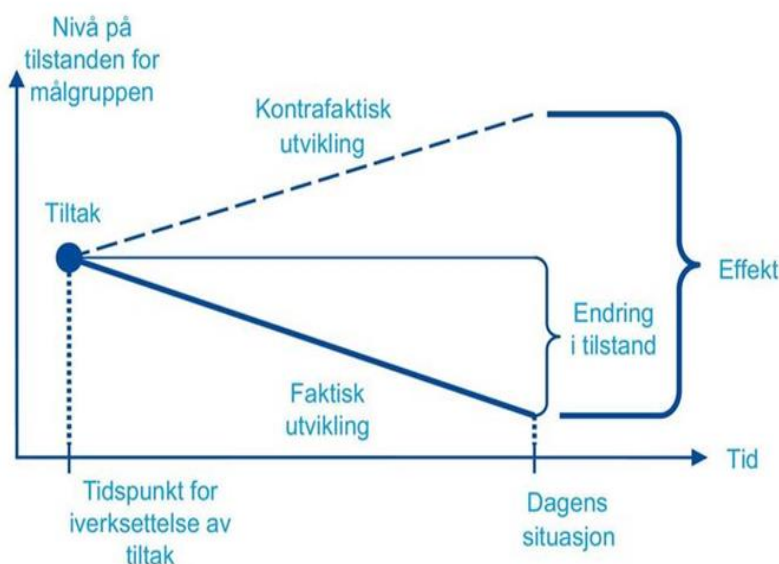 Nivå på
tilstanden for
målgruppen
Kontrafaktisk
utvikling
Tiltak
Effekt
Endring
i tilstand
Faktisk
utvikling
Tid
Tidspunkt for
iverksettelse av
tiltak
Dagens
situasjon